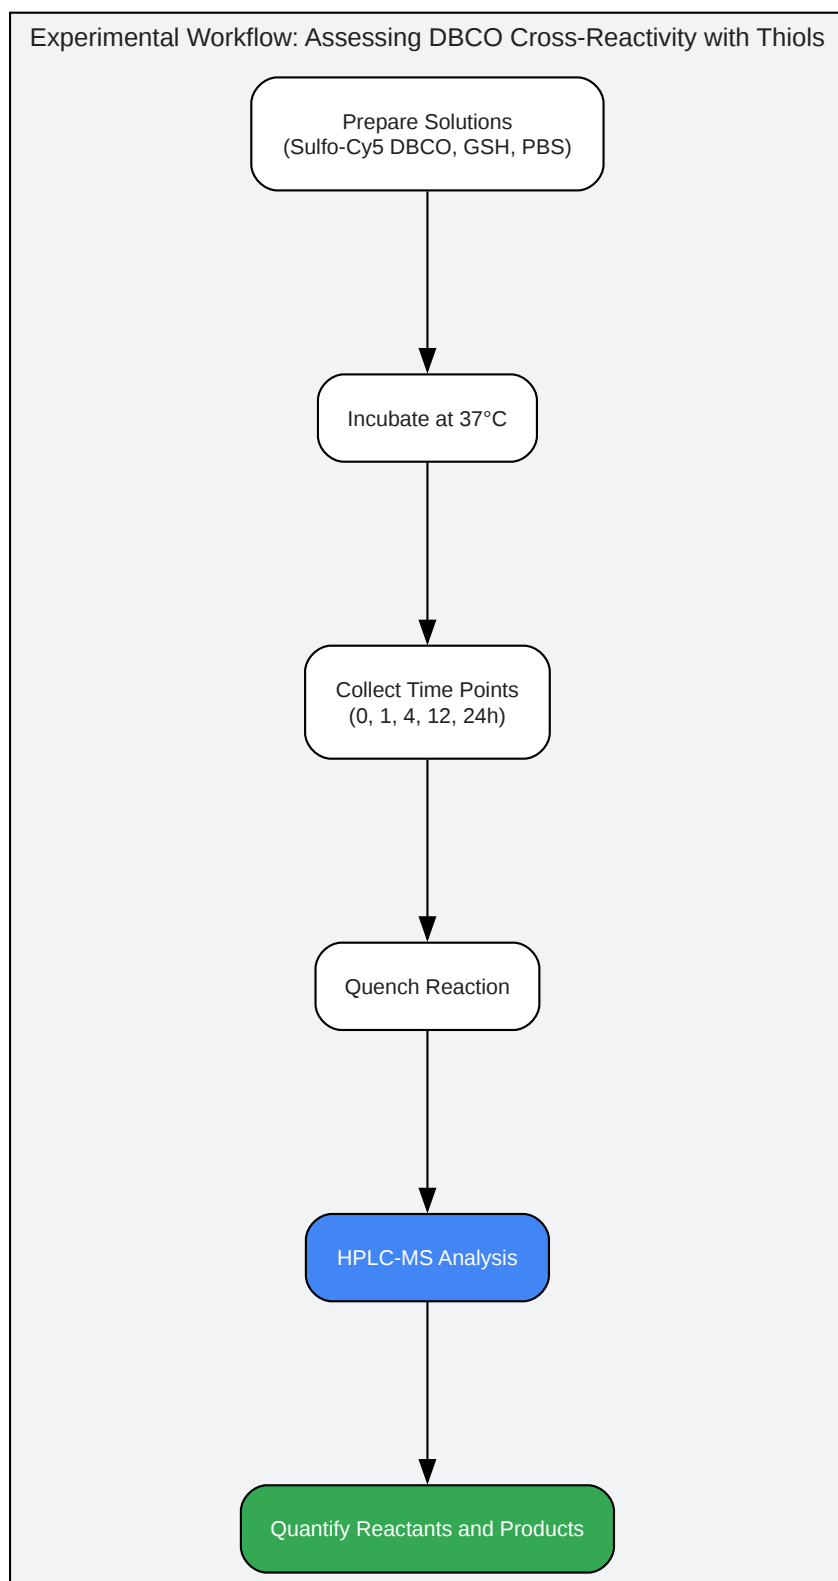 Experimental Workflow: Assessing DBCO Cross-Reactivity with Thiols
Prepare Solutions
(Sulfo-Cy5 DBCO, GSH, PBS)
Incubate at 37°C
Collect Time Points
(0, 1, 4, 12, 24h)
Quench Reaction
HPLC-MS Analysis
Quantify Reactants and Products